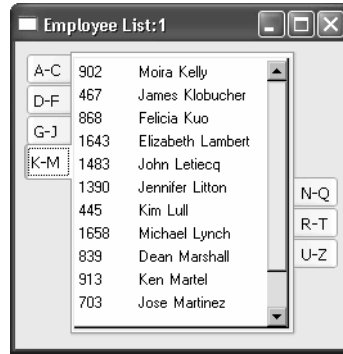 Employee List:1
A-C
D-F
G-J
K-M
902 Moira Kelly
467 James Klobucher
868 Felicia Kuo
1643 Elizabeth Lambert
1483 John Letiecq
1390 Jennifer Litton
445 Kim Lull
1658 Michael Lynch
839 Dean Marshall
913 Ken Martel
703 Jose Martinez
N-Q
R-T
U-Z